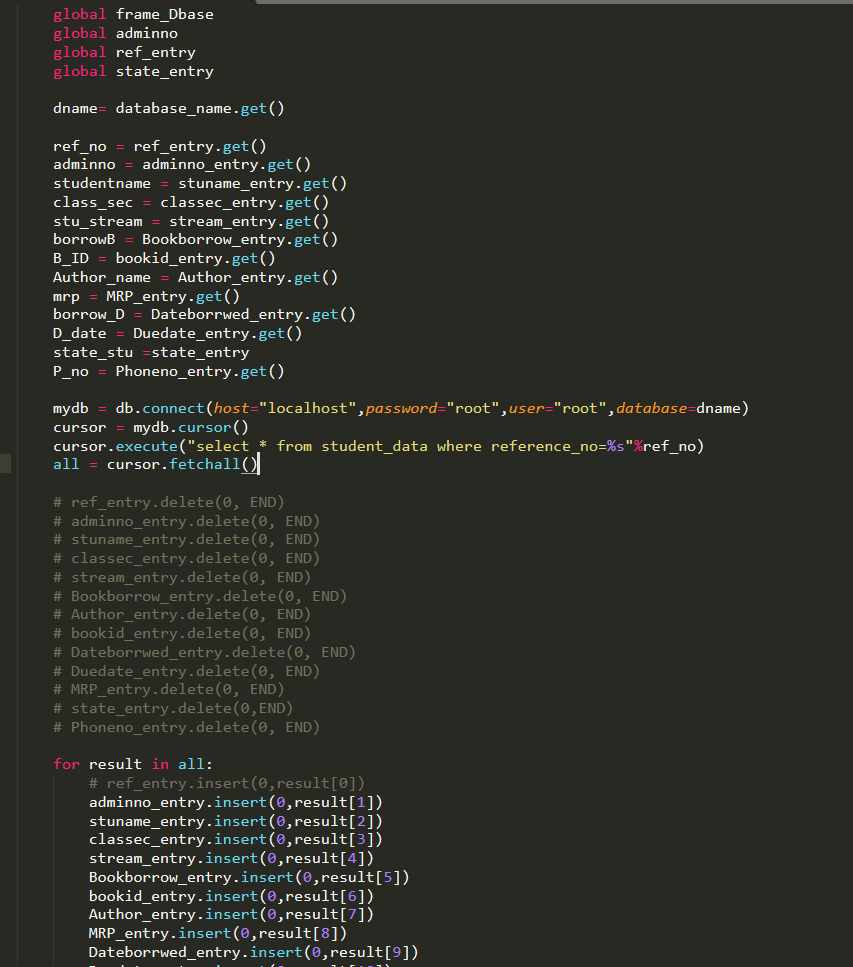 global frame_Dbase
global adminno
global ref_entry
global state_entry
dname= database_name.get()
ref_no = ref_entry.get()
adminno = adminno_entry.get()
studentname = stuname_entry.get()
class_sec = classec_entry.get()
stu_stream = stream_entry.get()
borrowB = Bookborrow_entry.get()
B_ID = bookid_entry.get()
Author_name = Author_entry.get()
mrp = MRP_entry.get()
borrow_D = Dateborrwed_entry.get()
D_date = Duedate_entry.get()
state_stu =state_entry
P_no = Phoneno_entry.get()
mydb = db.connect(host="localhost",password="root",user="root",database=dname)
cursor = mydb.cursor()
cursor.execute("select * from student_data where reference_no=%s"%ref_no)
all = cursor.fetchall()
# ref_entry.delete(0, END)
# adminno_entry.delete(0, END)
# stuname_entry.delete(0, END)
# classec_entry.delete(0, END)
# stream_entry.delete(0, END)
# Bookborrow_entry.delete(0, END)
# Author_entry.delete(0, END)
# bookid_entry.delete(0, END)
# Dateborrwed_entry.delete(0, END)
# Duedate_entry.delete(0, END)
# MRP_entry.delete(0, END)
# state_entry.delete(0,END)
# Phoneno_entry.delete(0, END)
for result in all:
# ref_entry.insert(0,result[0])
adminno_entry.insert(0,result[1])
stuname_entry.insert(0,result[2])
classec_entry.insert(0,result[3])
stream_entry.insert(0,result[4])
Bookborrow_entry.insert(0,result[5])
bookid_entry.insert(0,result[6])
Author_entry.insert(0,result[7])
MRP_entry.insert(0,result[8])
Dateborrwed_entry.insert(0,result[9])